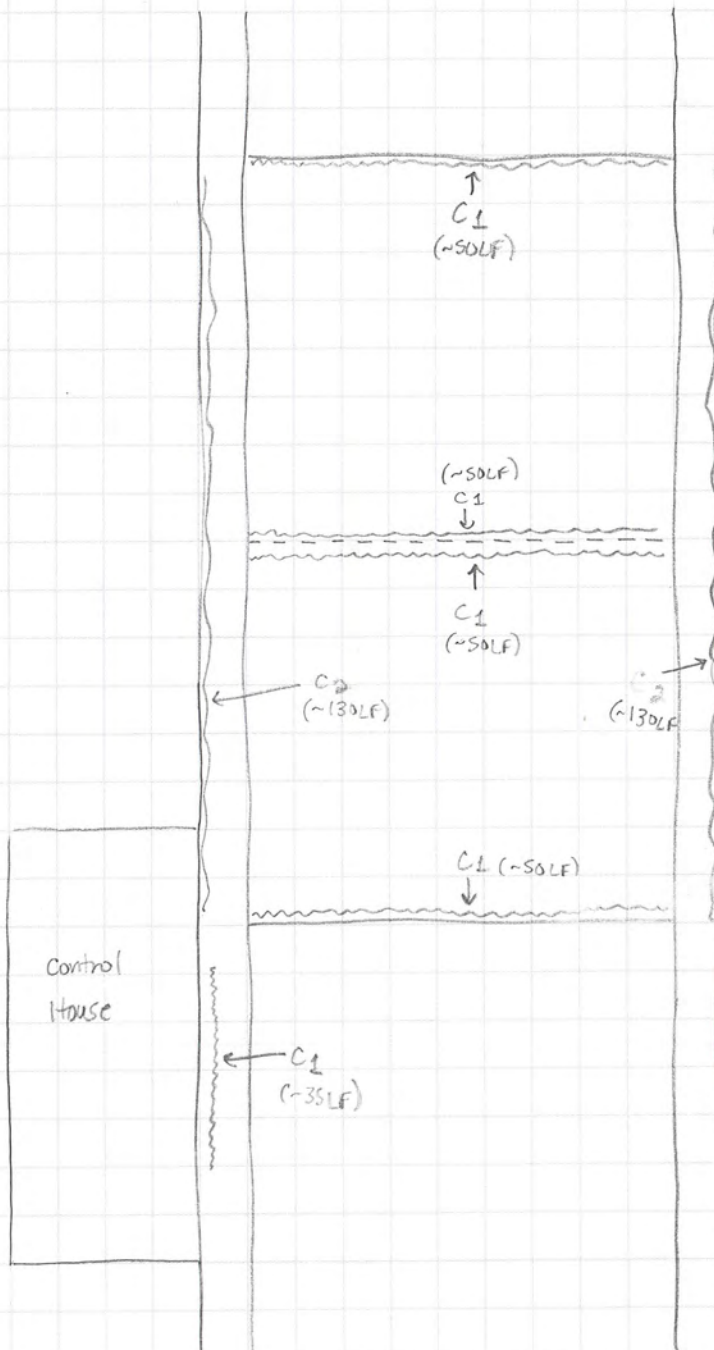 C1
(~50LF)
(~50LF)
C1
C1
(~50LF)
C2
(~130LF)
C2
(~130LF
C1 (~50LF)
Control
House
C1
(~35LF)